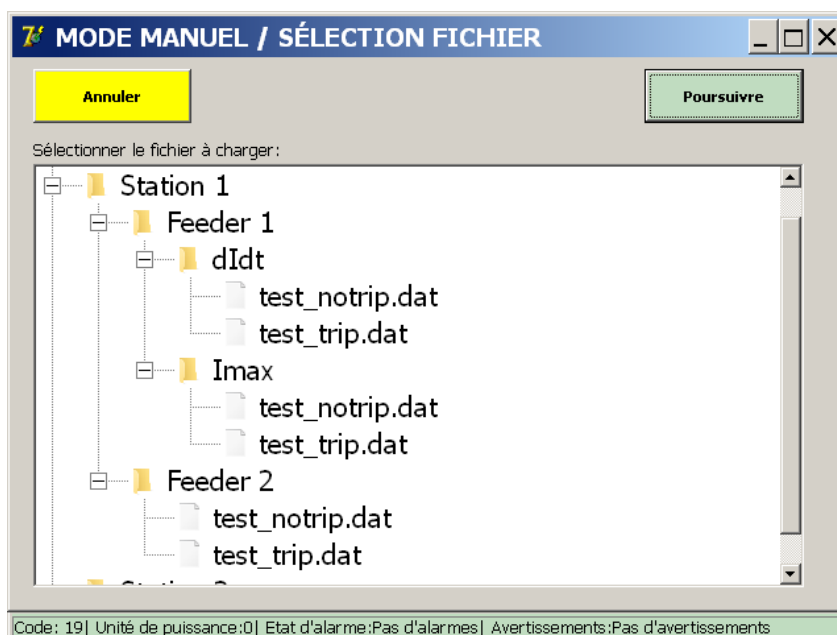 MODE MANUEL / SÉLECTION FICHIER
Annuler
Poursuivre
Sélectionner le fichier à charger:
Station 1
Feeder 1
dIdt
test_notrip.dat
test_trip.dat
Imax
test_notrip.dat
test_trip.dat
Feeder 2
test_notrip.dat
test_trip.dat
Code: 19| Unité de puissance:0| Etat d'alarme:Pas d'alarmes| Avertissements:Pas d'avertissements